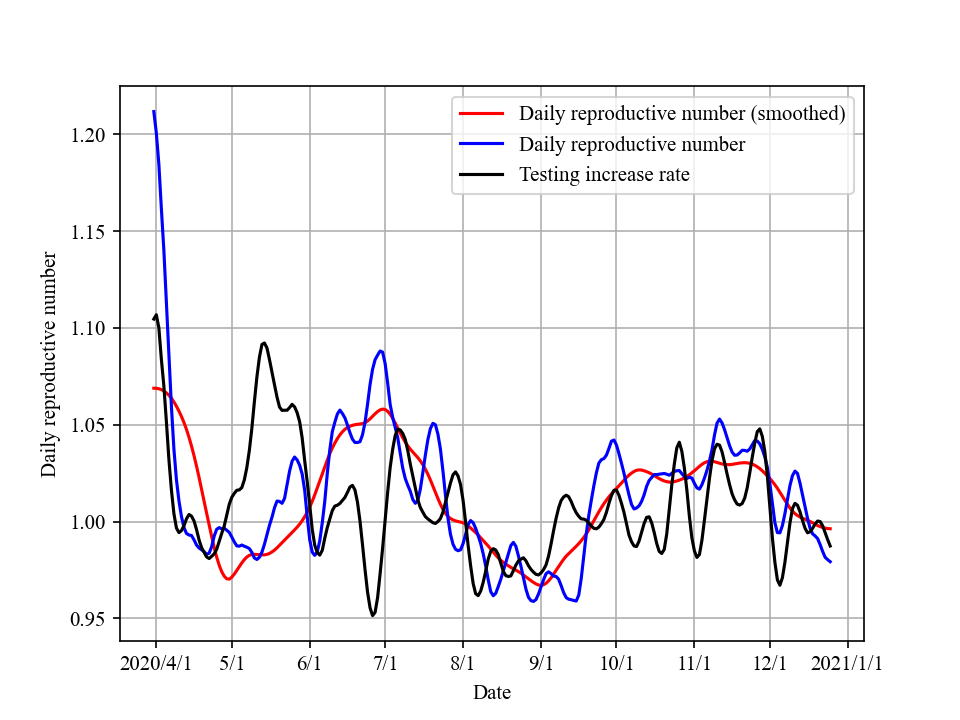 Daily reproductive number (smoothed)
Daily reproductive number
Testing increase rate
1.20
1.15
1.10
1.05
1.00
0.95
Daily reproductive number
2020/4/1 5/1 6/1 7/1 8/1 9/1 10/1 11/1 12/1 2021/1/1
Date